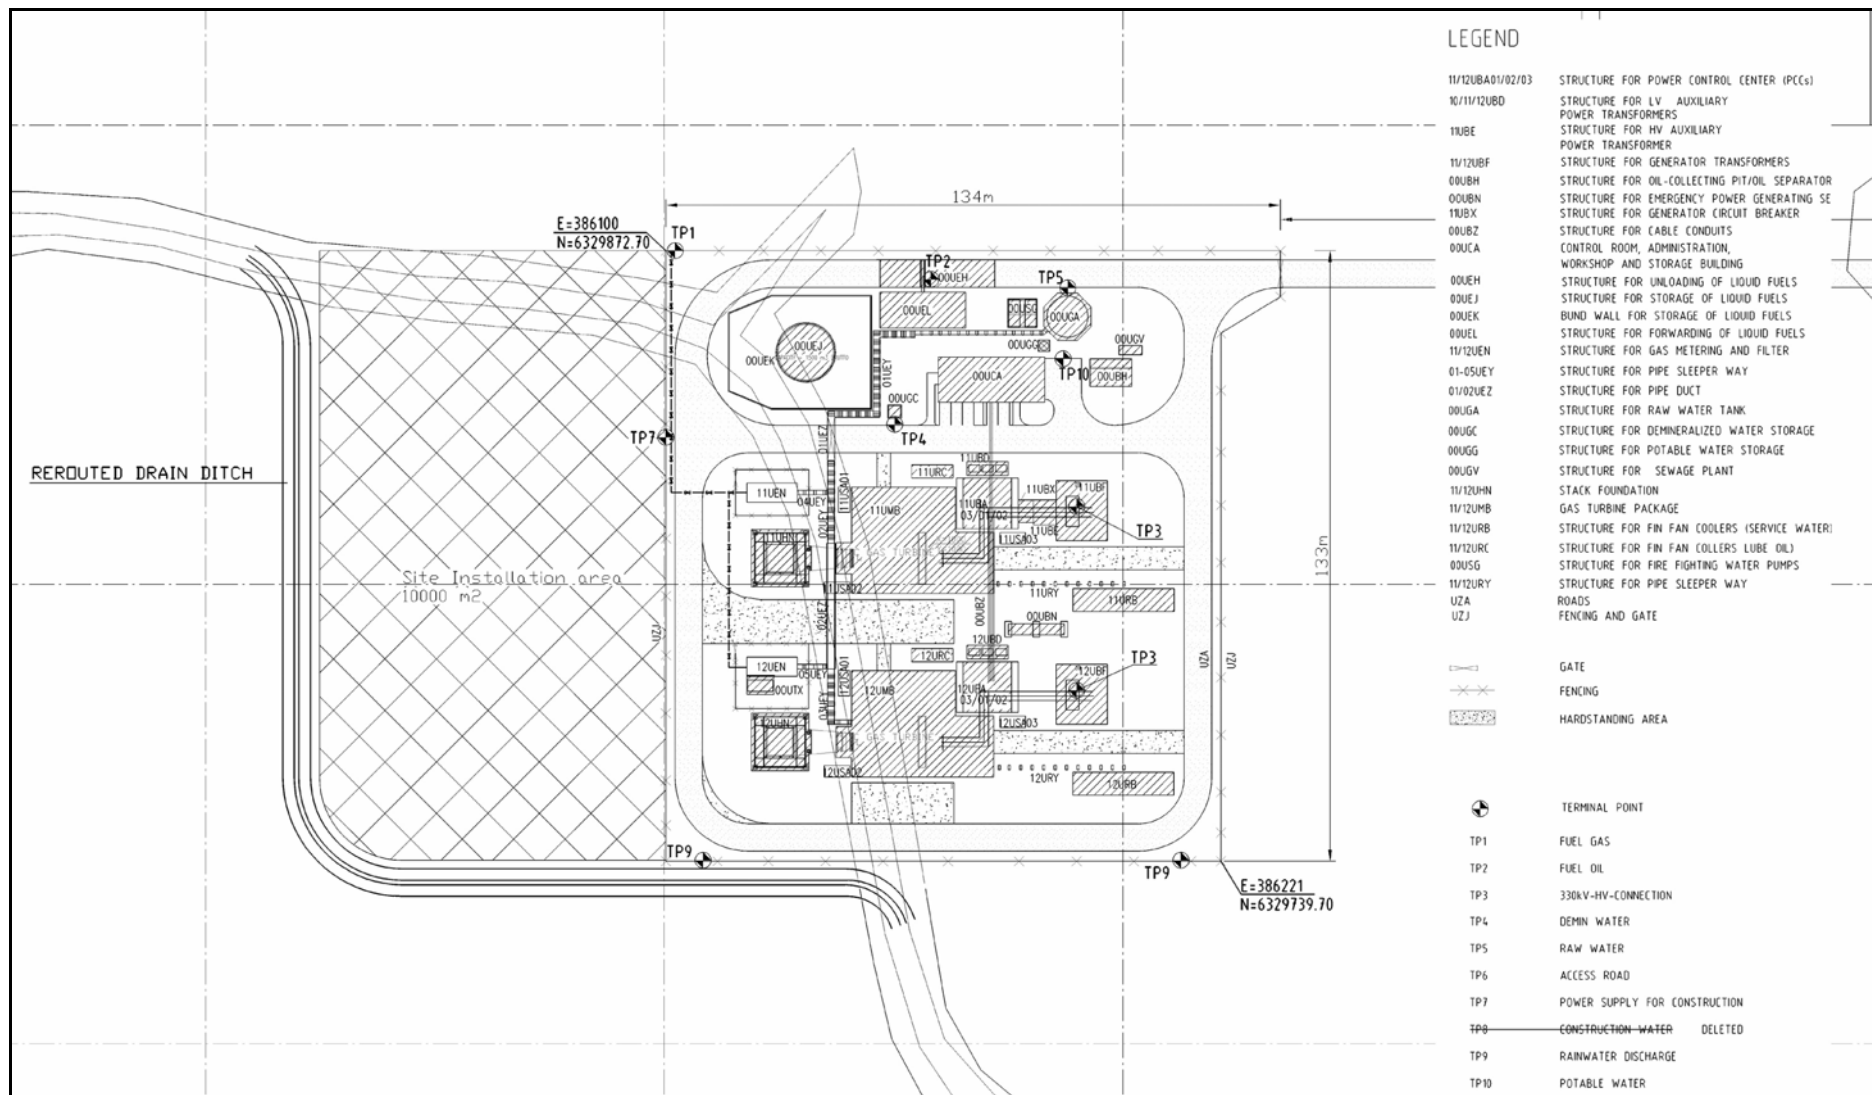 LEGEND
11/12UBA01/02/03 STRUCTURE FOR POWER CONTROL CENTER (PCCs)
10/11/12UBD STRUCTURE FOR LV AUXILIARY
POWER TRANSFORMERS
11UBE STRUCTURE FOR HV AUXILIARY
POWER TRANSFORMER
11/12UBF STRUCTURE FOR GENERATOR TRANSFORMERS
00UBH STRUCTURE FOR OIL-COLLECTING PIT/OIL SEPARATOR
00UBN STRUCTURE FOR EMERGENCY POWER GENERATING SE
11UBX STRUCTURE FOR GENERATOR CIRCUIT BREAKER
00UBZ STRUCTURE FOR CABLE CONDUITS
00UCA CONTROL ROOM, ADMINISTRATION,
WORKSHOP AND STORAGE BUILDING
00UEH STRUCTURE FOR UNLOADING OF LIQUID FUELS
00UEJ STRUCTURE FOR STORAGE OF LIQUID FUELS
00UEK BUND WALL FOR STORAGE OF LIQUID FUELS
00UEL STRUCTURE FOR FORWARDING OF LIQUID FUELS
11/12UEN STRUCTURE FOR GAS METERING AND FILTER
01-05UEY STRUCTURE FOR PIPE SLEEPER WAY
01/02UEZ STRUCTURE FOR PIPE DUCT
00UGA STRUCTURE FOR RAW WATER TANK
00UGC STRUCTURE FOR DEMINERALIZED WATER STORAGE
00UGG STRUCTURE FOR POTABLE WATER STORAGE
00UGV STRUCTURE FOR SEWAGE PLANT
11/12UHN STACK FOUNDATION
11/12UMB GAS TURBINE PACKAGE
11/12URB STRUCTURE FOR FIN FAN COOLERS (SERVICE WATER)
11/12URC STRUCTURE FOR FIN FAN COLLERS LUBE OIL)
00USG STRUCTURE FOR FIRE FIGHTING WATER PUMPS
11/12URY STRUCTURE FOR PIPE SLEEPER WAY
UZA ROADS
UZJ FENCING AND GATE
GATE
FENCING
HARDSTANDING AREA
TERMINAL POINT
TP1 FUEL GAS
TP2 FUEL OIL
TP3 330kV-HV-CONNECTION
TP4 DEMIN WATER
TP5 RAW WATER
TP6 ACCESS ROAD
TP7 POWER SUPPLY FOR CONSTRUCTION
TP8 CONSTRUCTION WATER DELETED
TP9 RAINWATER DISCHARGE
TP10 POTABLE WATER
134m
E=386100
N=6329872.70
TP1
TP2
00UEH
TP5
00UEL
00USG
00UGA
00UEJ
00UEK
01UEY
00UGG
00UGV
TP10
00UBH
00UCA
00UGC
TP4
TP7
01UEZ
REROUTED DRAIN DITCH
11UBD
11URC
11UEN
04UEY
11USA01
02UEY
11UMB
11UBA
03/01/02
11UBX
11UBF
11UBE
TP3
11UHN
11USA03
GAS TURBINE
133m
Site Installation area
10000 m2
11USA02
11URY
11URB
02UEZ
00UBZ
00UBN
UZJ
12UBD
12URC
TP3
UZA
UZJ
12UEN
05UEY
12USA01
00UTX
03UEY
12UMB
12UBA
03/01/02
12UBF
12UHN
12USA03
GAS TURBINE
12USA02
12URY
12URB
TP9
TP9
E=386221
N=6329739.70